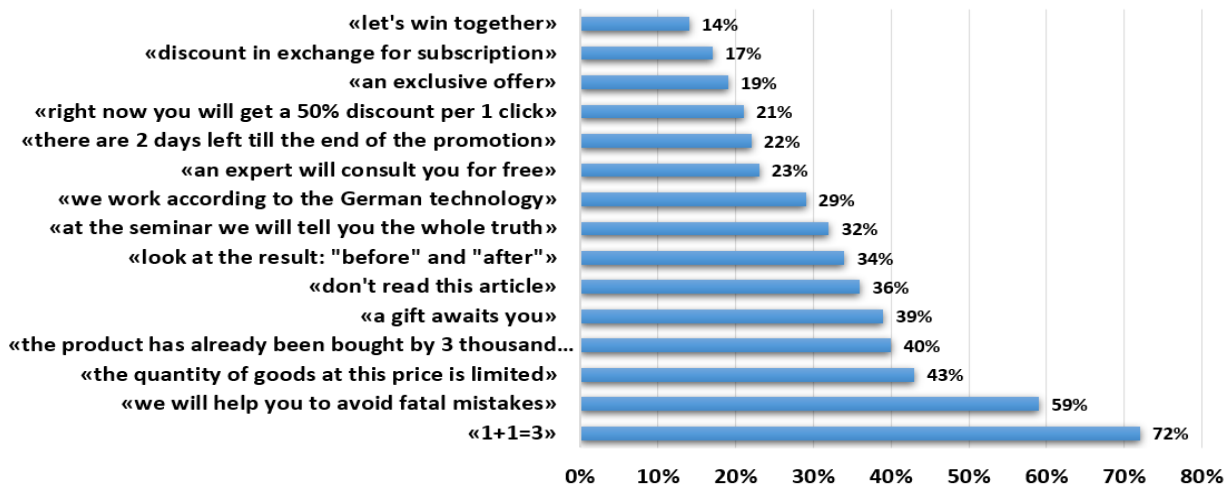 «let's win together» 14%
«discount in exchange for subscription» 17%
«an exclusive offer» 19%
«right now you will get a 50% discount per 1 click» 21%
«there are 2 days left till the end of the promotion» 22%
«an expert will consult you for free» 23%
«we work according to the German technology» 29%
«at the seminar we will tell you the whole truth» 32%
«look at the result: "before" and "after"» 34%
«don't read this article» 36%
«a gift awaits you» 39%
«the product has already been bought by 3 thousand... 40%
«the quantity of goods at this price is limited» 43%
«we will help you to avoid fatal mistakes» 59%
«1+1=3» 72%
0% 10% 20% 30% 40% 50% 60% 70% 80%